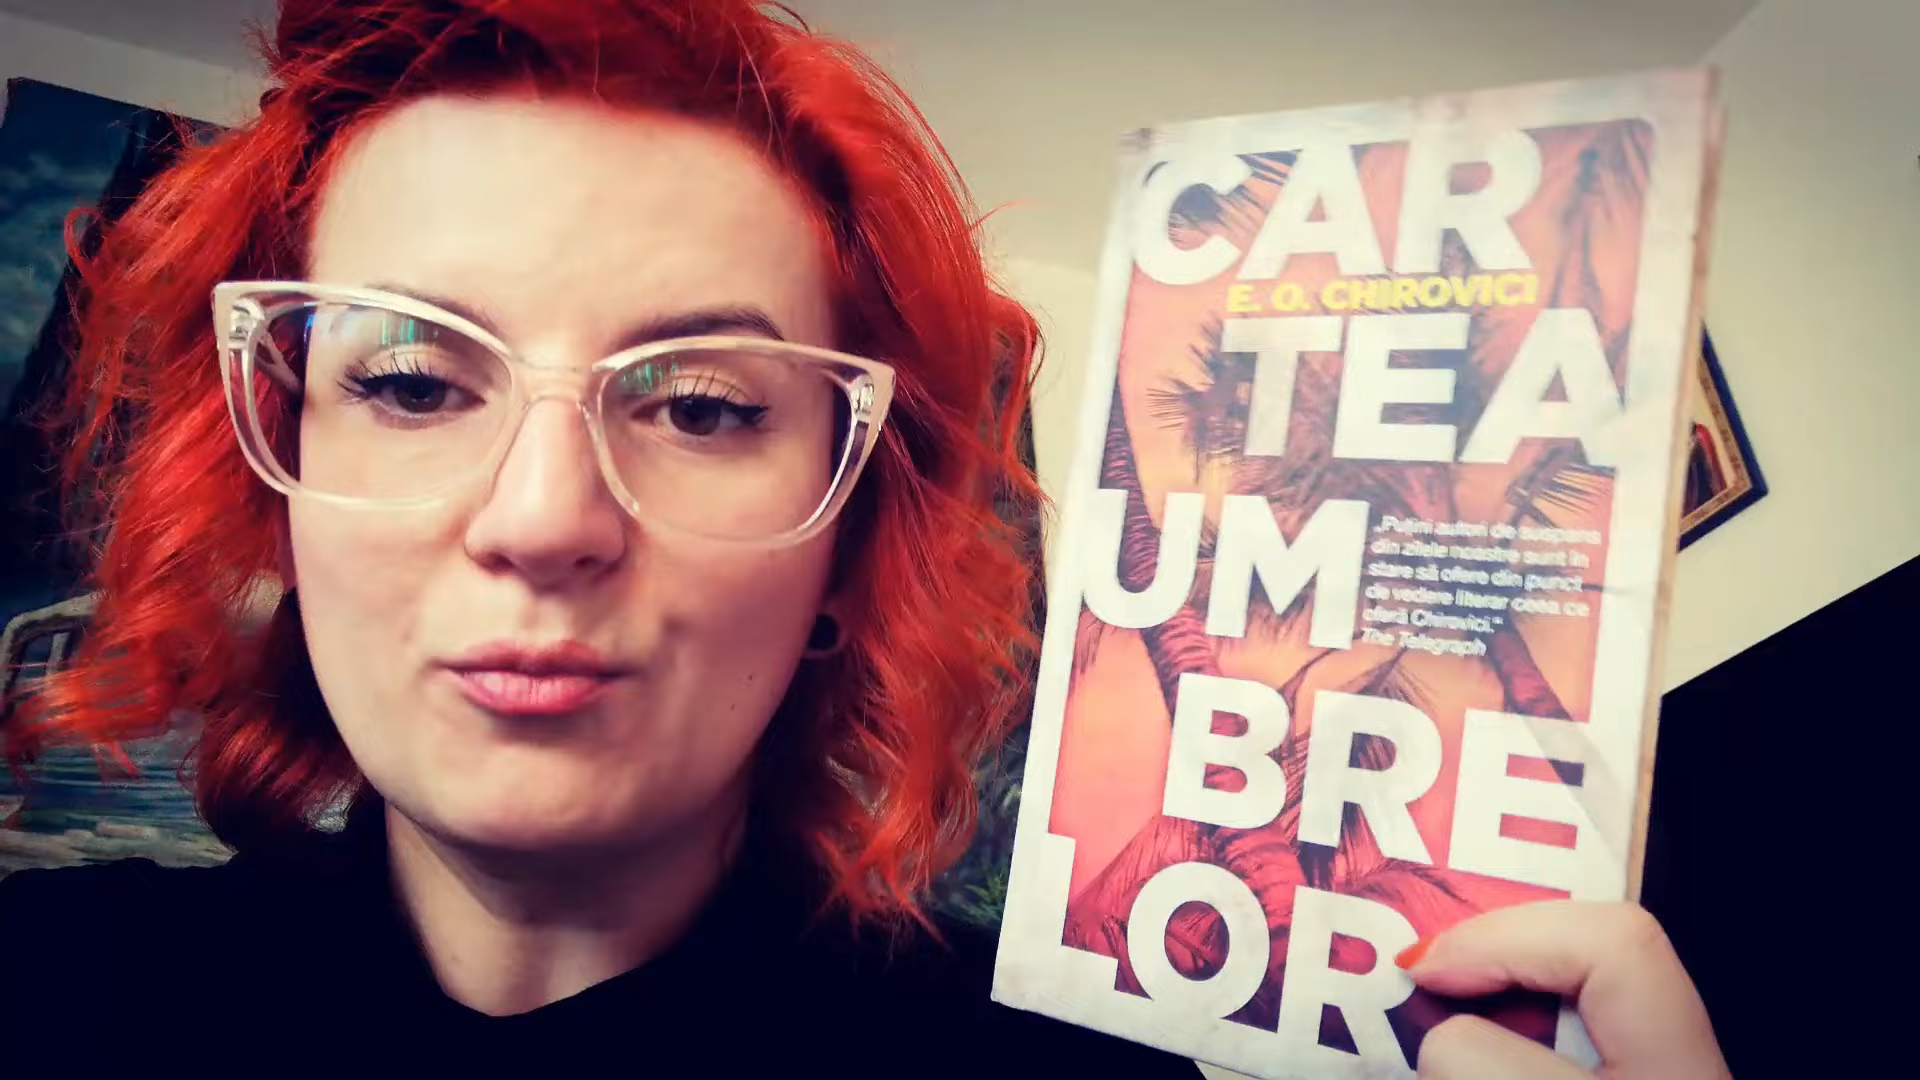 CAR
E. O. CHIROVICI
TEA
UM
„Puțini autori de suspans
din zilele noastre sunt în
stare să ofere din punct
de vedere literar ceea ce
oferă Chirovici.“
The Telegraph
BRE
LOR